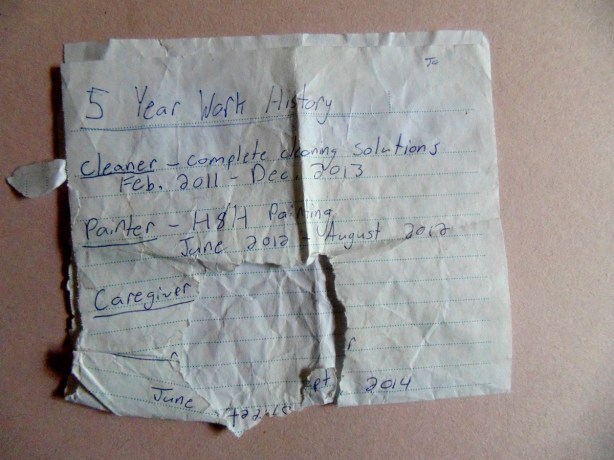 To
5 Year Work History
Cleaner - Complete cleaning Solutions
Feb. 2011 - Dec. 2013
Painter - H&H Painting
June 2012 - August 2012
Caregiver
r
r
June pt 2014